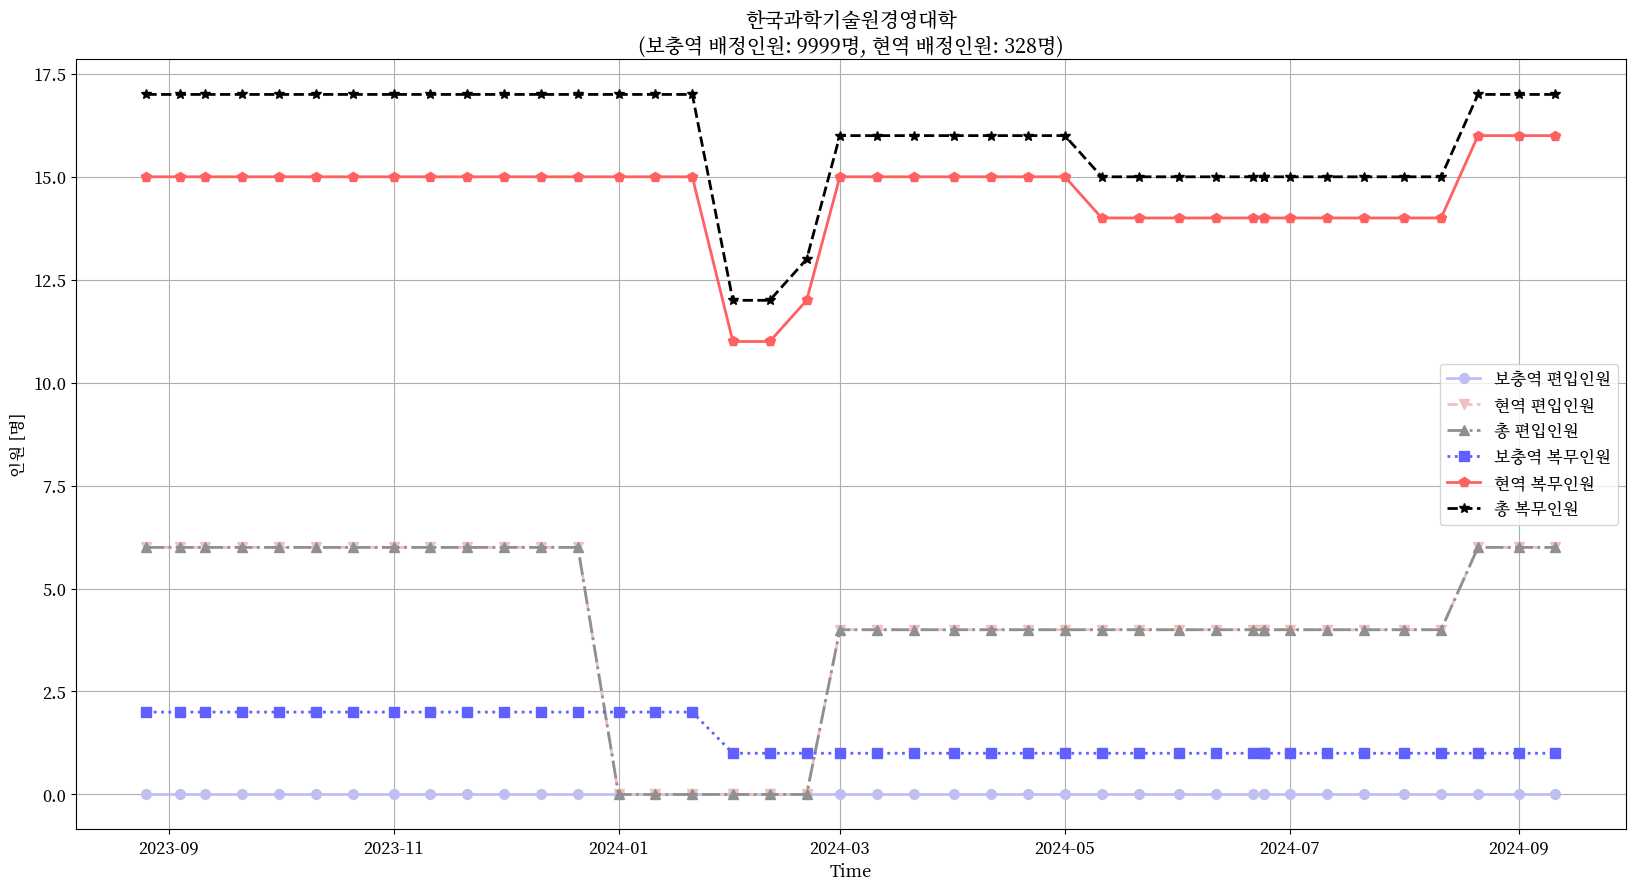 한국과학기술원경영대학
(보충역 배정인원: 9999명, 현역 배정인원: 328명)
인원 [명]
17.5
15.0
12.5
10.0
7.5
5.0
2.5
0.0
보충역 편입인원
현역 편입인원
총 편입인원
보충역 복무인원
현역 복무인원
총 복무인원
2023-09
2023-11
2024-01
2024-03
2024-05
2024-07
2024-09
Time